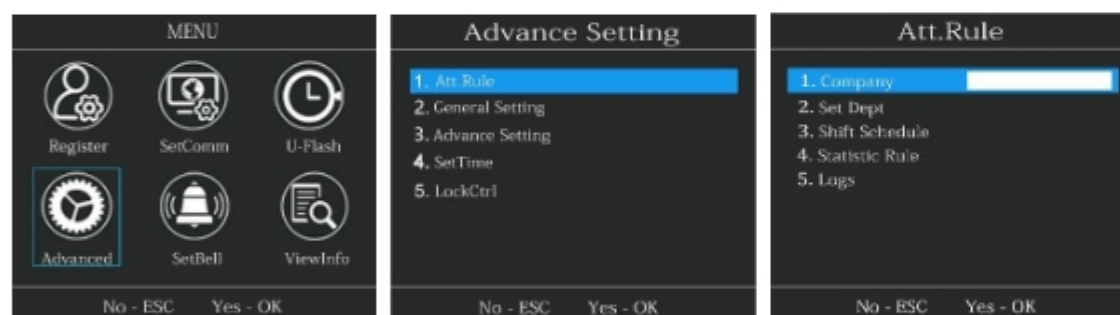 MENU
Register SetComm U-Flash
Advanced SetBell ViewInfo
No - ESC Yes - OK
Advance Setting
1. Att.Rule
2. General Setting
3. Advance Setting
4. SetTime
5. LockCtrl
No - ESC Yes - OK
Att.Rule
1. Company
2. Set Dept
3. Shift Schedule
4. Statistic Rule
5. Logs
No - ESC Yes - OK